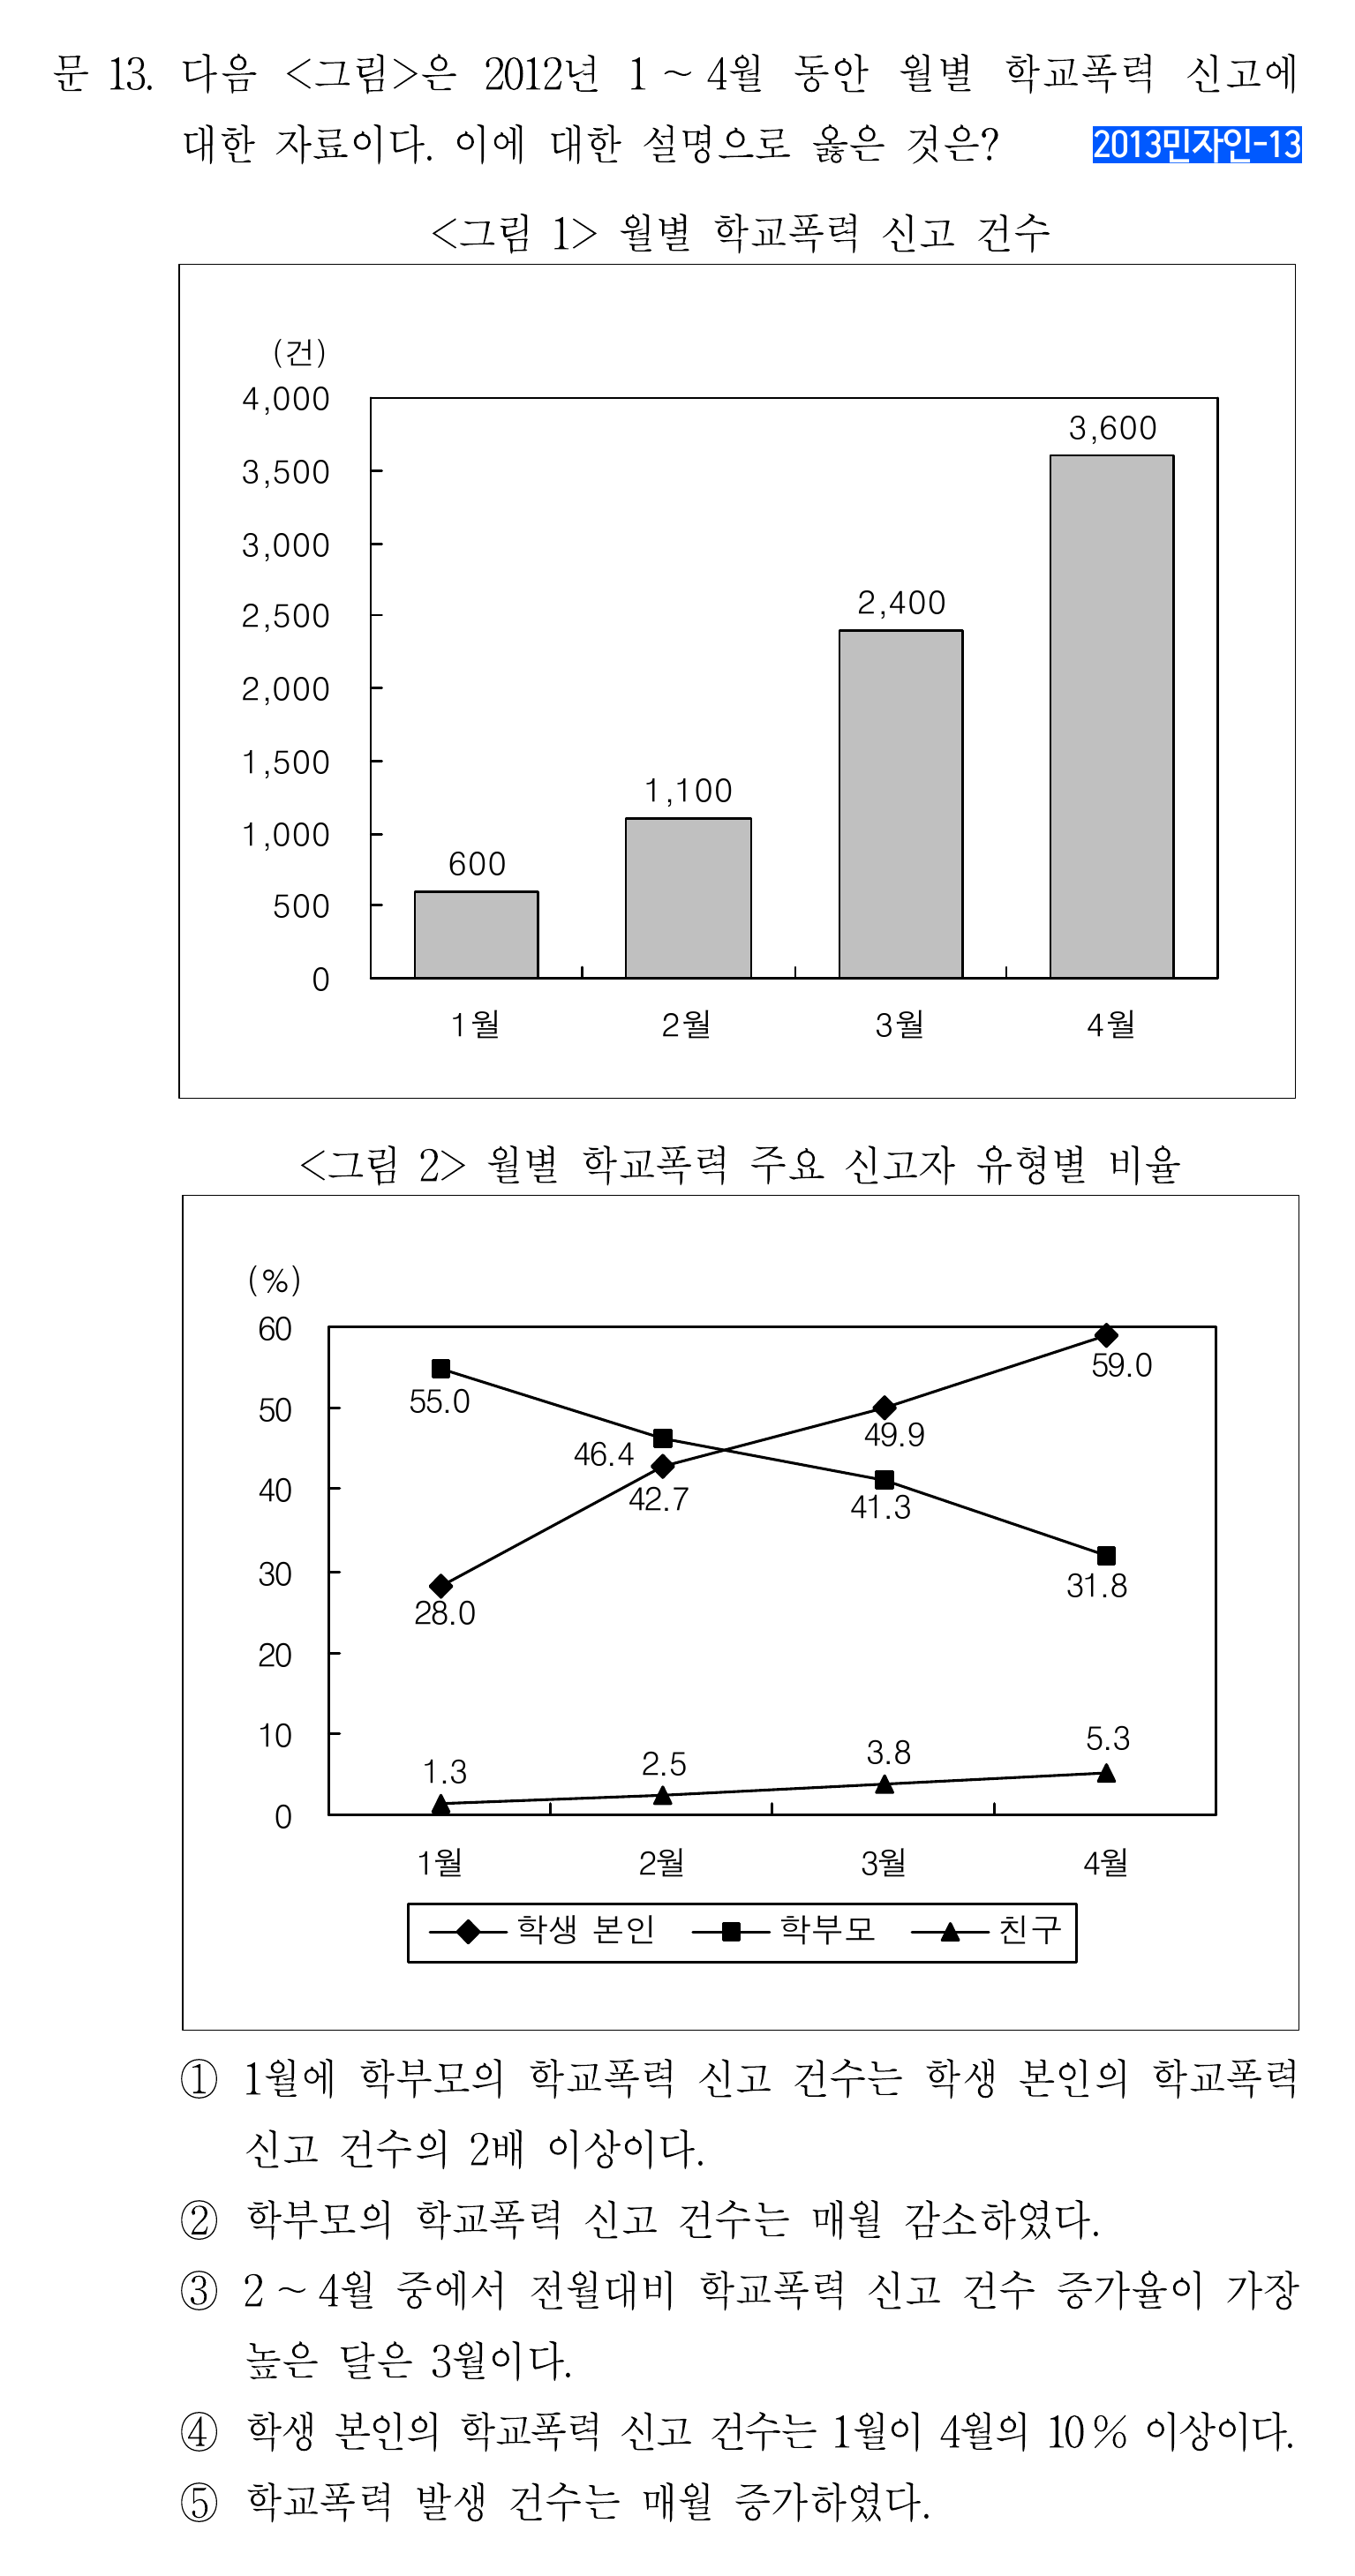 문 13. 다음 <그림>은 2012년 1 ~ 4월 동안 월별 학교폭력 신고에
대한 자료이다. 이에 대한 설명으로 옳은 것은? 2013민자인-13
<그림 1> 월별 학교폭력 신고 건수
(건)
4,000
3,500
3,000
2,500
2,000
1,500
1,000
500
0
600
1,100
2,400
3,600
1월 2월 3월 4월
<그림 2> 월별 학교폭력 주요 신고자 유형별 비율
(%)
60
50
40
30
20
10
0
55.0
46.4
41.3
31.8
28.0
42.7
49.9
59.0
1.3
2.5
3.8
5.3
1월 2월 3월 4월
학생 본인 학부모 친구
① 1월에 학부모의 학교폭력 신고 건수는 학생 본인의 학교폭력
신고 건수의 2배 이상이다.
② 학부모의 학교폭력 신고 건수는 매월 감소하였다.
③ 2 ~ 4월 중에서 전월대비 학교폭력 신고 건수 증가율이 가장
높은 달은 3월이다.
④ 학생 본인의 학교폭력 신고 건수는 1월이 4월의 10 % 이상이다.
⑤ 학교폭력 발생 건수는 매월 증가하였다.